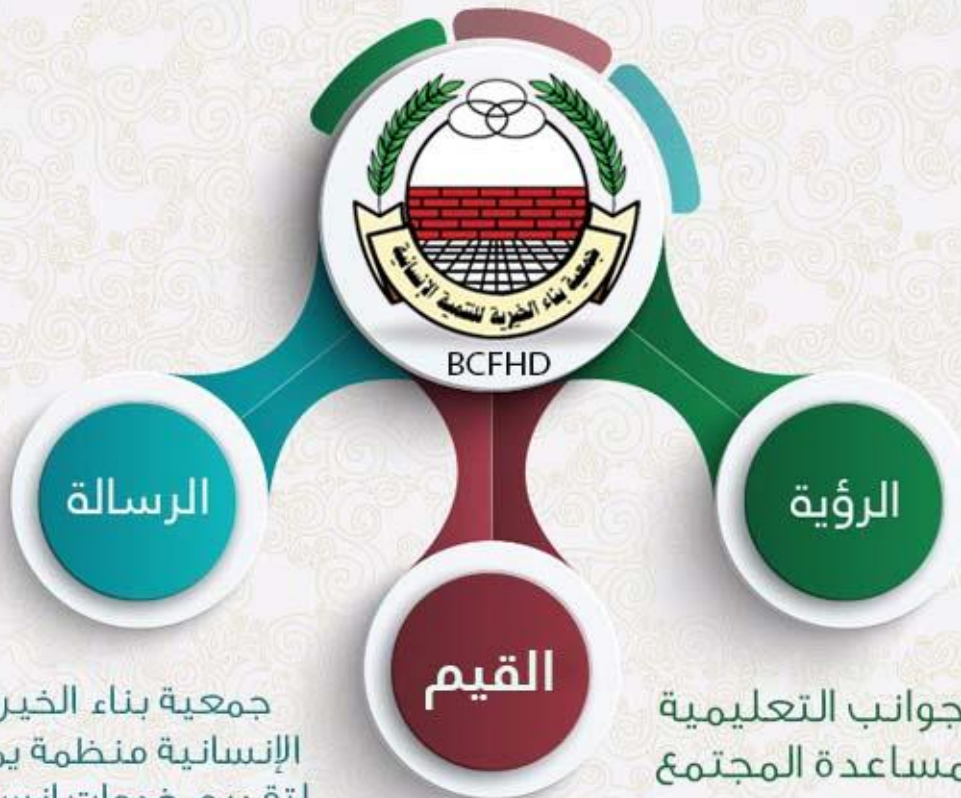 جمعية بناء الخيرية للتنمية الإنسانية
BCFHD
الرؤية
الرسالة
القيم
جوانب التعليمية
مساعدة المجتمع
جمعية بناء الخير
الإنسانية منظمة